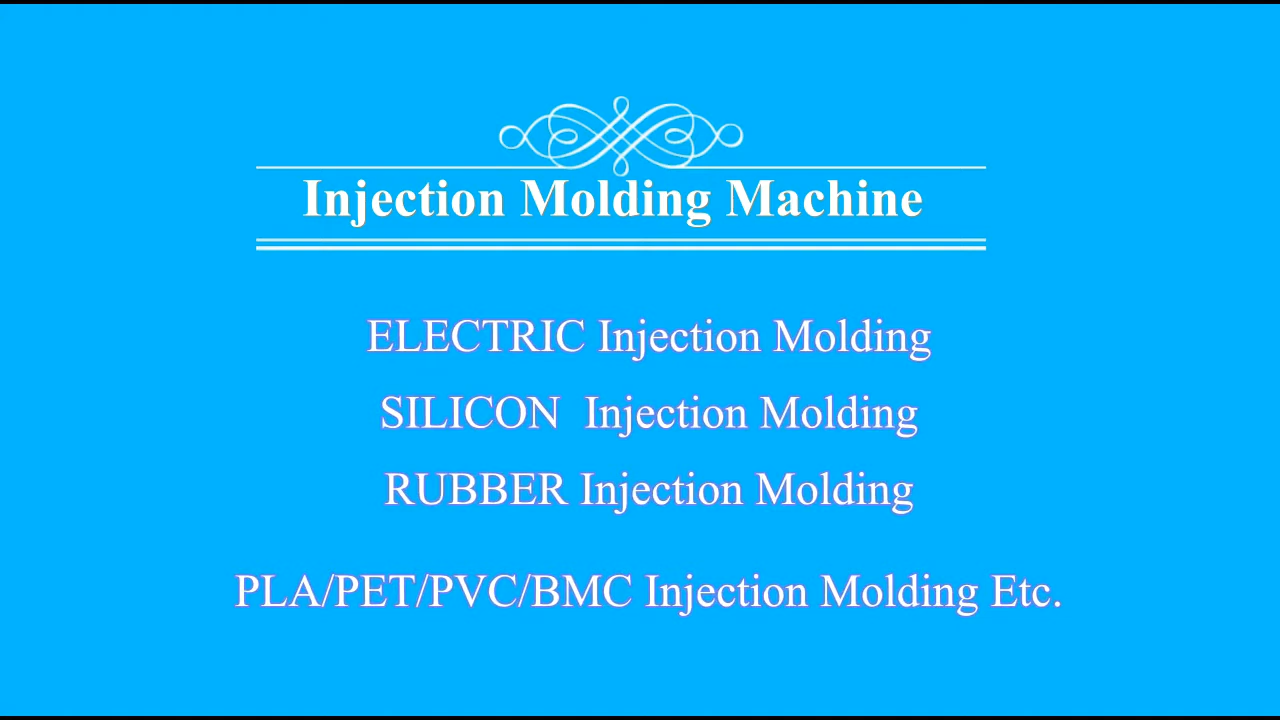 Injection Molding Machine
ELECTRIC Injection Molding
SILICON  Injection Molding
RUBBER Injection Molding
PLA/PET/PVC/BMC Injection Molding Etc.